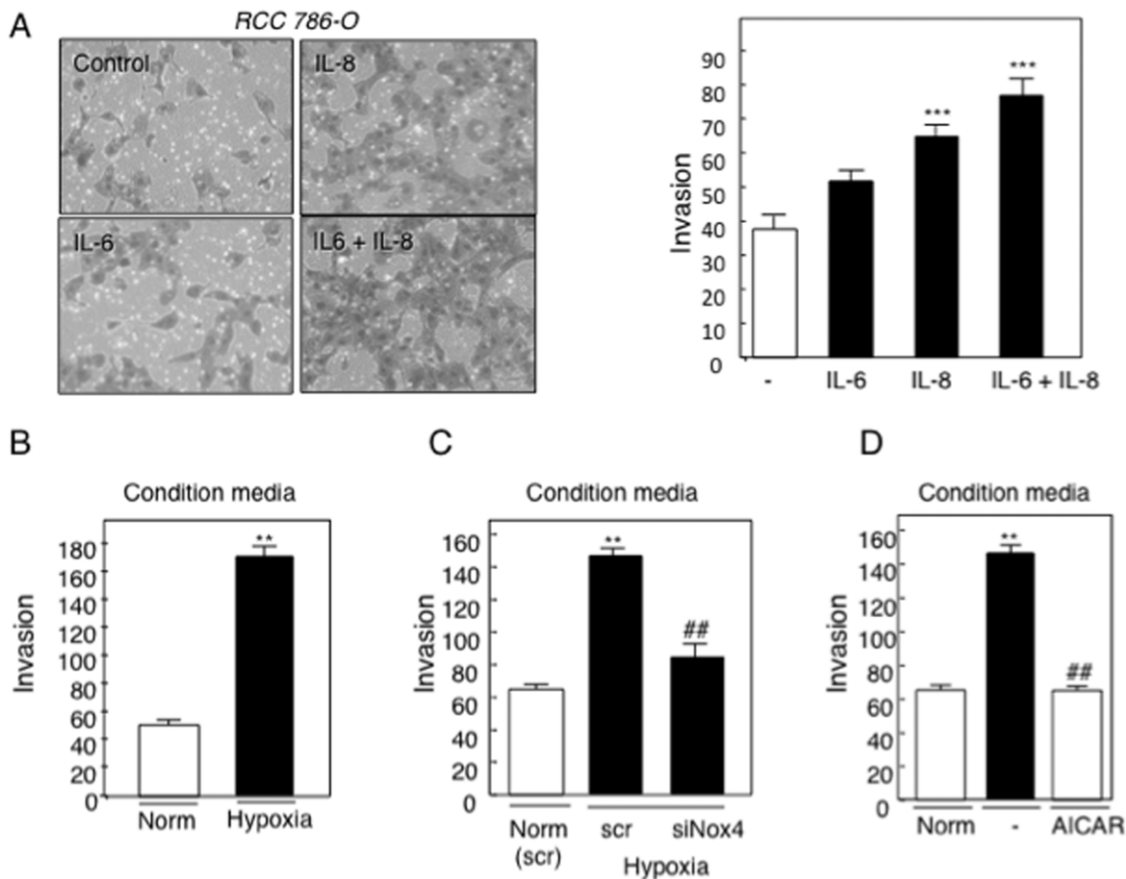 A
RCC 786-O
Control
IL-8
IL-6
IL6 + IL-8
Invasion
90
80
70
60
50
40
30
20
10
0
***
***
-
IL-6
IL-8
IL-6 + IL-8
B
Condition media
Invasion
180
160
140
120
100
80
60
40
20
0
**
Norm
Hypoxia
C
Condition media
Invasion
160
140
120
100
80
60
40
20
0
**
##
Norm
(scr)
scr
siNox4
Hypoxia
D
Condition media
Invasion
160
140
120
100
80
60
40
20
0
**
##
Norm
-
AICAR